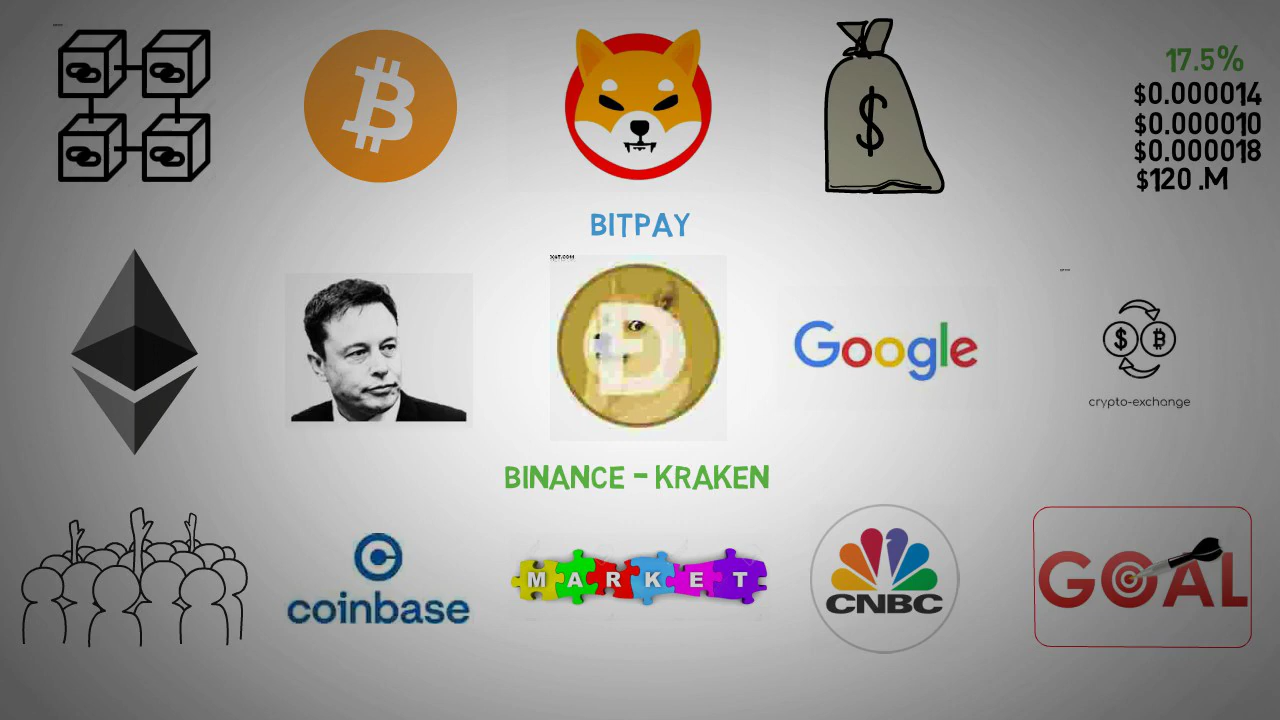 17.5%
$0.000014
$0.000010
$0.000018
$120 .M
$
BITPAY
Google
$
crypto-exchange
BINANCE - KRAKEN
coinbase
MARKET
CNBC
GOAL